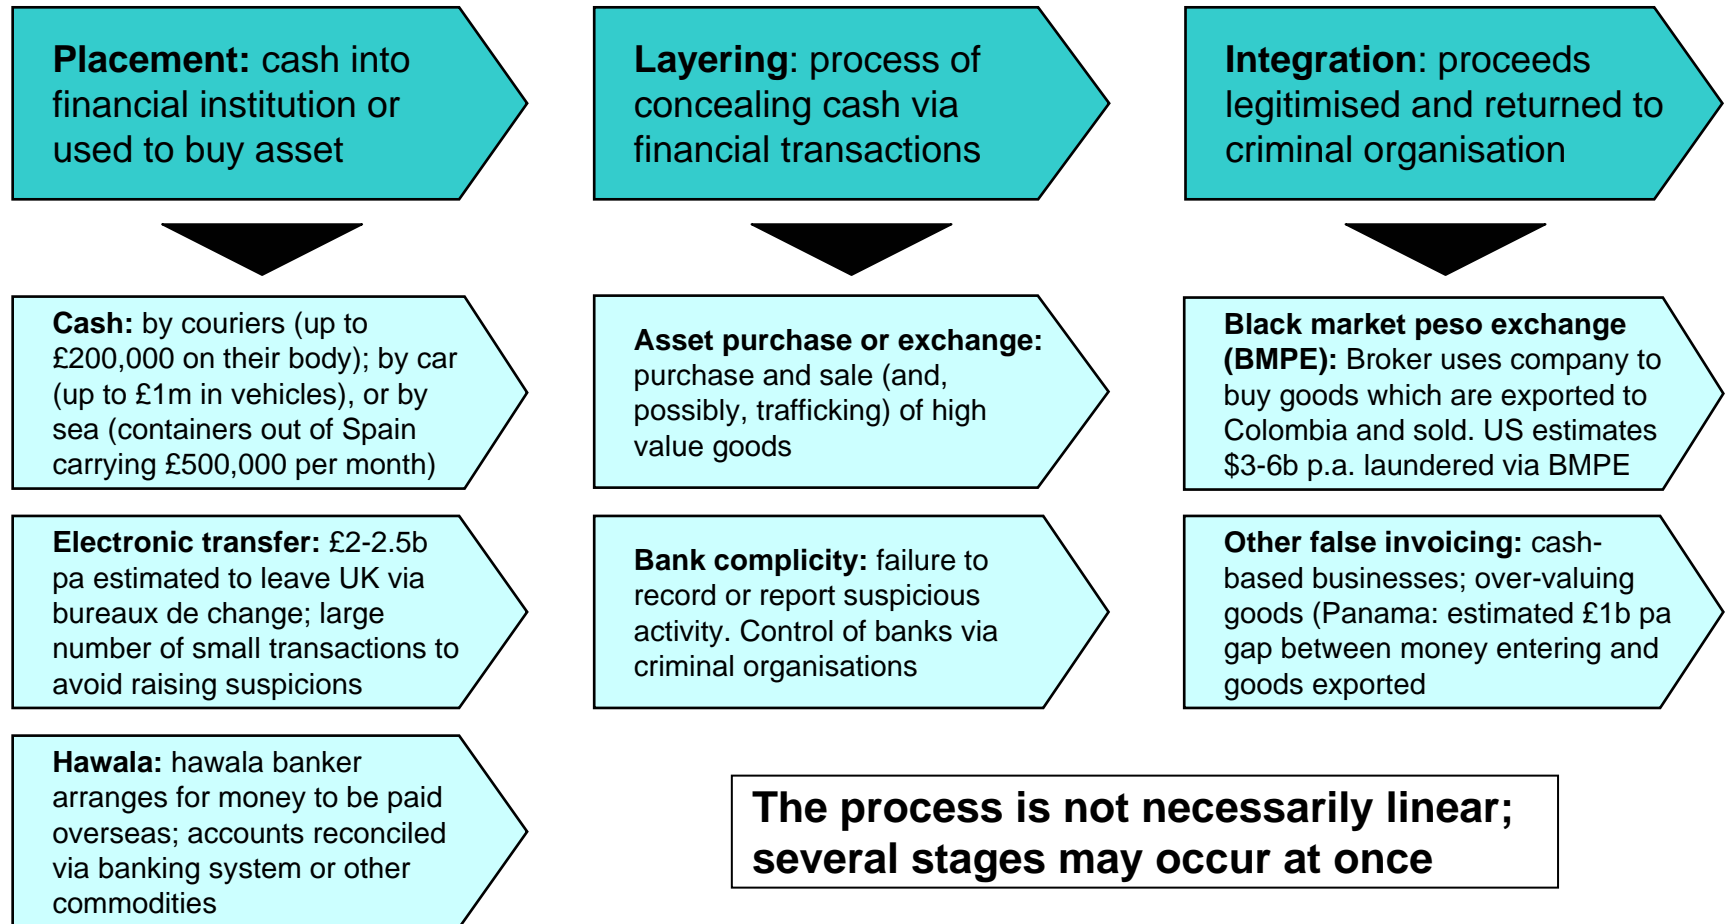 Placement: cash into
financial institution or
used to buy asset
Layering: process of
concealing cash via
financial transactions
Integration: proceeds
legitimised and returned to
criminal organisation
Cash: by couriers (up to
£200,000 on their body); by car
(up to £1m in vehicles), or by
sea (containers out of Spain
carrying £500,000 per month)
Asset purchase or exchange:
purchase and sale (and,
possibly, trafficking) of high
value goods
Black market peso exchange
(BMPE): Broker uses company to
buy goods which are exported to
Colombia and sold. US estimates
$3-6b p.a. laundered via BMPE
Electronic transfer: £2-2.5b
pa estimated to leave UK via
bureaux de change; large
number of small transactions to
avoid raising suspicions
Bank complicity: failure to
record or report suspicious
activity. Control of banks via
criminal organisations
Other false invoicing: cash-
based businesses; over-valuing
goods (Panama: estimated £1b pa
gap between money entering and
goods exported
Hawala: hawala banker
arranges for money to be paid
overseas; accounts reconciled
via banking system or other
commodities
The process is not necessarily linear;
several stages may occur at once